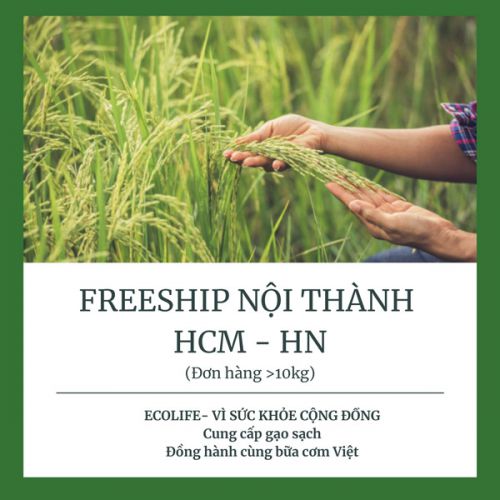 FREESHIP NỘI THÀNH
HCM - HN
(Đơn hàng >10kg)
ECOLIFE- VÌ SỨC KHỎE CỘNG ĐỒNG
Cung cấp gạo sạch
Đồng hành cùng bữa cơm Việt